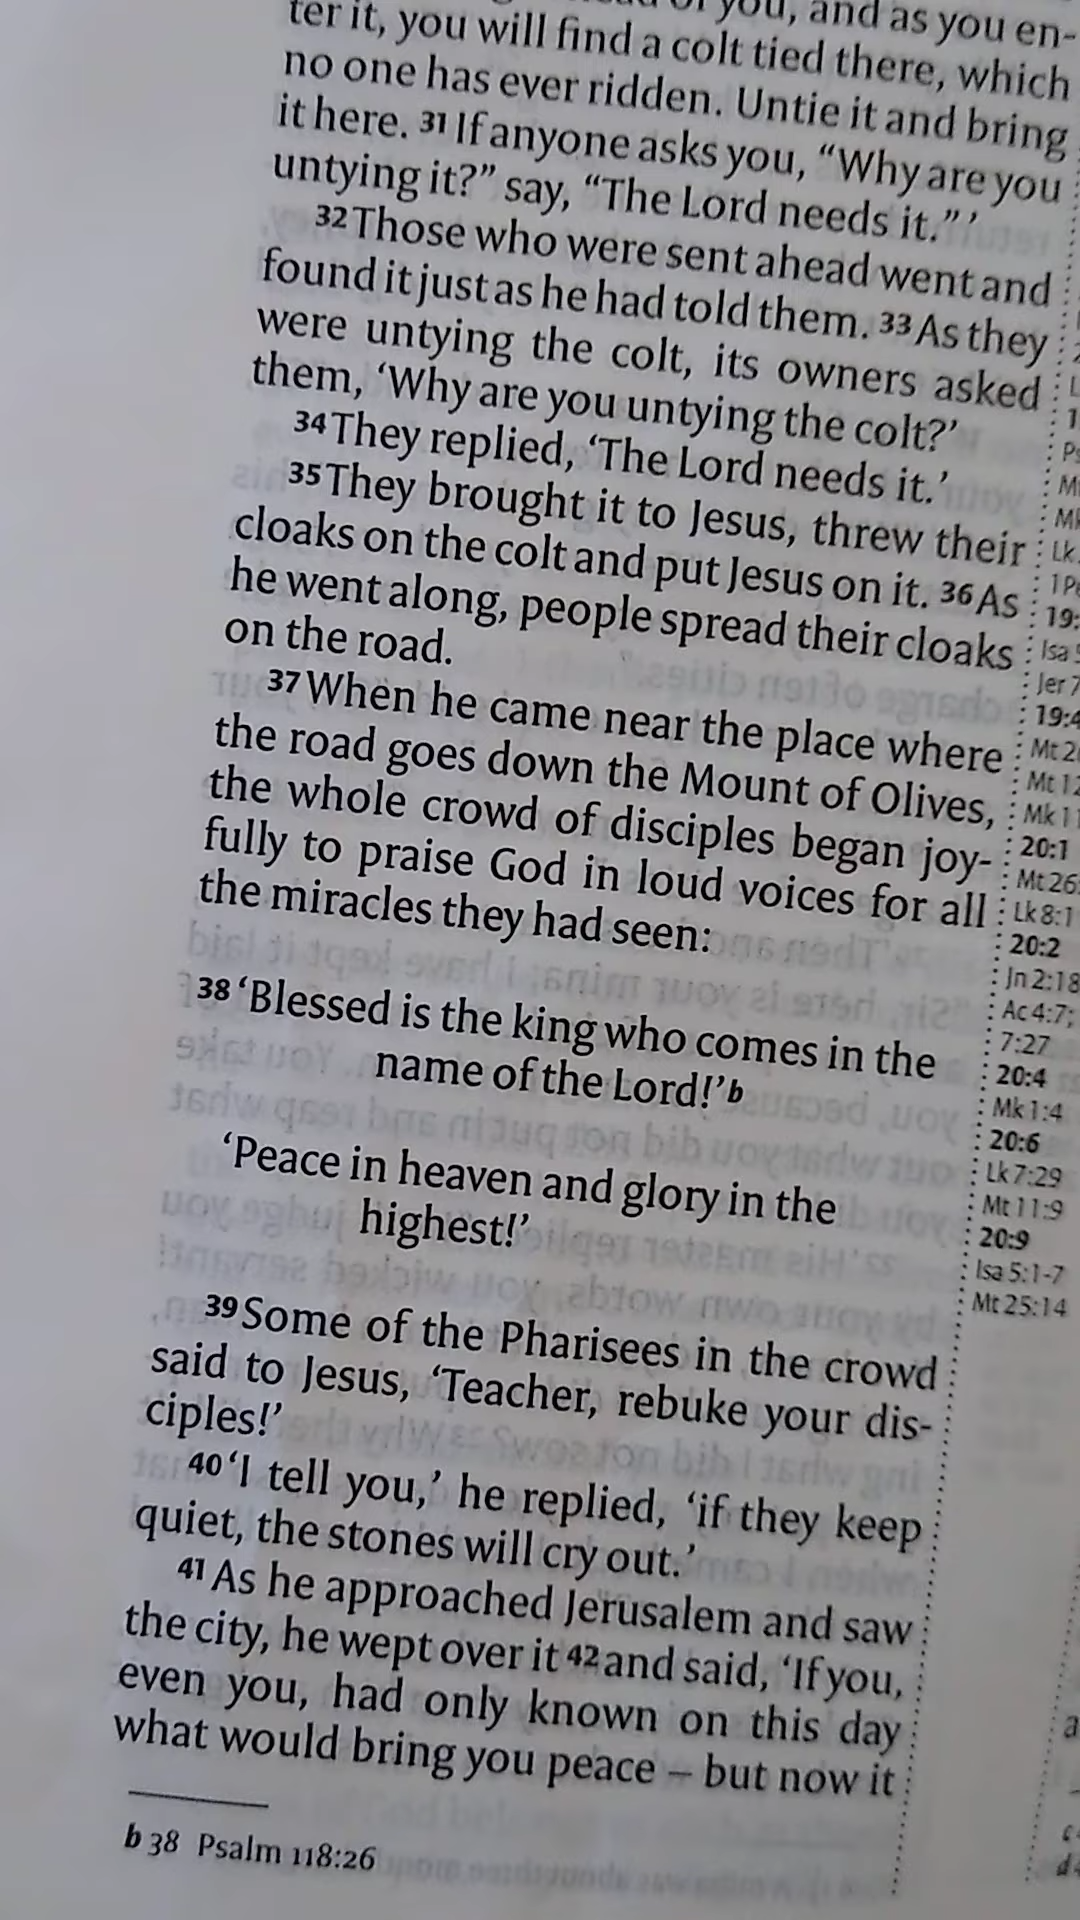 of you, and as you en-
ter it, you will find a colt tied there, which
no one has ever ridden. Untie it and bring
it here. 31 If anyone asks you, “Why are you
untying it?” say, “The Lord needs it.”’
32 Those who were sent ahead went and
found it just as he had told them. 33 As they
were untying the colt, its owners asked
them, ‘Why are you untying the colt?’
34 They replied, ‘The Lord needs it.’
35 They brought it to Jesus, threw their
cloaks on the colt and put Jesus on it. 36 As
he went along, people spread their cloaks
on the road.
37 When he came near the place where
the road goes down the Mount of Olives,
the whole crowd of disciples began joy-
fully to praise God in loud voices for all
the miracles they had seen:
38 ‘Blessed is the king who comes in the
name of the Lord!’ b
‘Peace in heaven and glory in the
highest!’
39 Some of the Pharisees in the crowd
said to Jesus, ‘Teacher, rebuke your dis-
ciples!’
40 ‘I tell you,’ he replied, ‘if they keep
quiet, the stones will cry out.’
41 As he approached Jerusalem and saw
the city, he wept over it 42 and said, ‘If you,
even you, had only known on this day
what would bring you peace – but now it
b 38 Psalm 118:26
Lk
19:
Isa
Jer 7
19:4
Mt 2
Mt 12
Mk 11
20:1
Mt 26:
Lk 8:1
20:2
Jn 2:18
Ac 4:7;
7:27
20:4
Mk 1:4
20:6
Lk 7:29
Mt 11:9
20:9
Isa 5:1-7
Mt 25:14